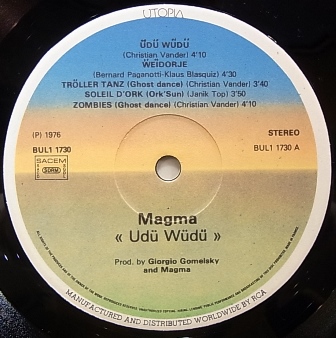 UTOPIA
ÜDÜ WÜDÜ
(Christian Vander) 4'10
WEIDORJE
(Bernard Paganotti-Klaus Blasquiz) 4'30
TRÖLLER TANZ (Ghost dance) (Christian Vander) 3'40
SOLEIL D'ORK (Ork'Sun) (Janik Top) 3'50
ZOMBIES (Ghost dance) (Christian Vander) 4'10
(P) 1976
STEREO
BUL1 1730
BUL1 1730 A
SACEM
SDRM
Magma
« Udü Wüdü »
Prod. by Giorgio Gomelsky
and Magma
MANUFACTURED AND DISTRIBUTED WORLDWIDE BY RCA